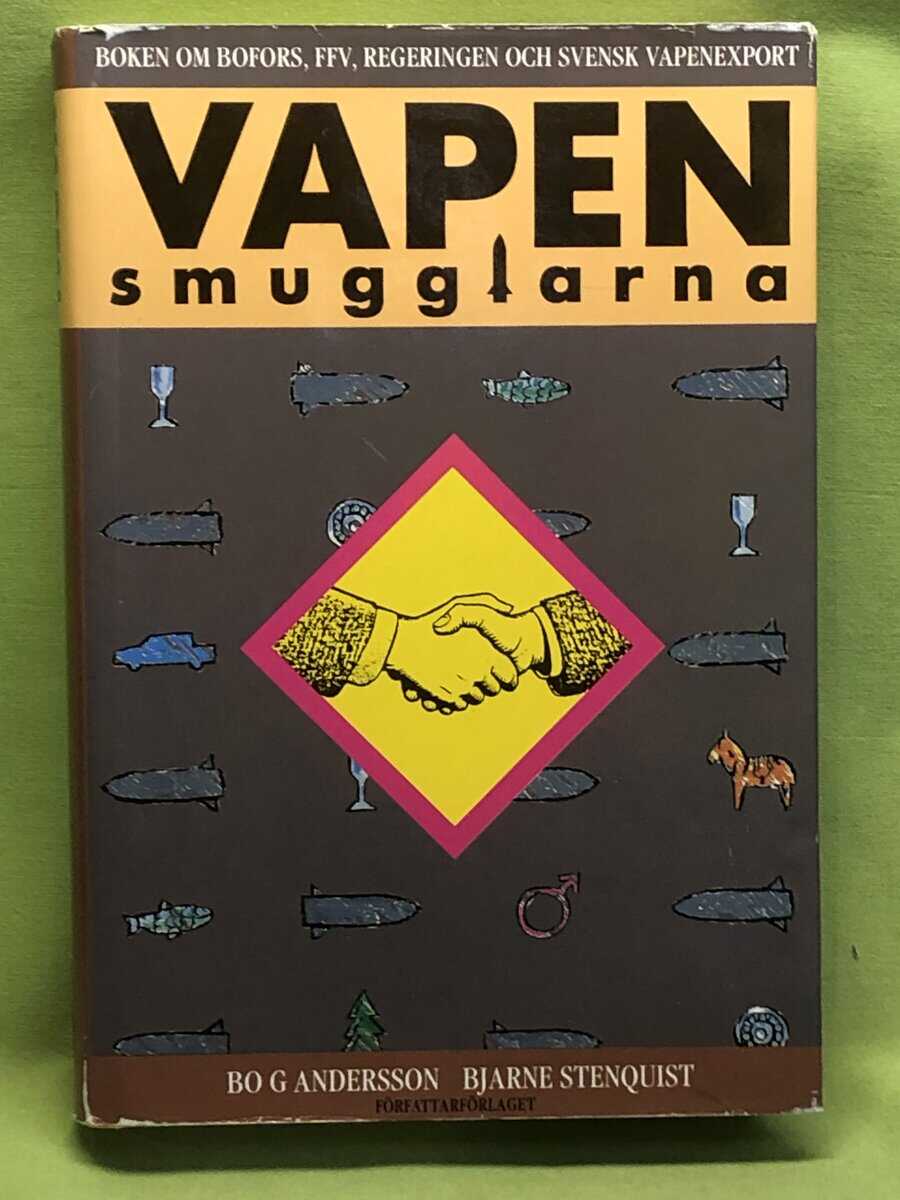 BOKEN OM BOFORS, FFV, REGERINGEN OCH SVENSK VAPENEXPORT
VAPEN
smugglarna
BO G ANDERSSON BJARNE STENQUIST
FÖRFATTARFÖRLAGET